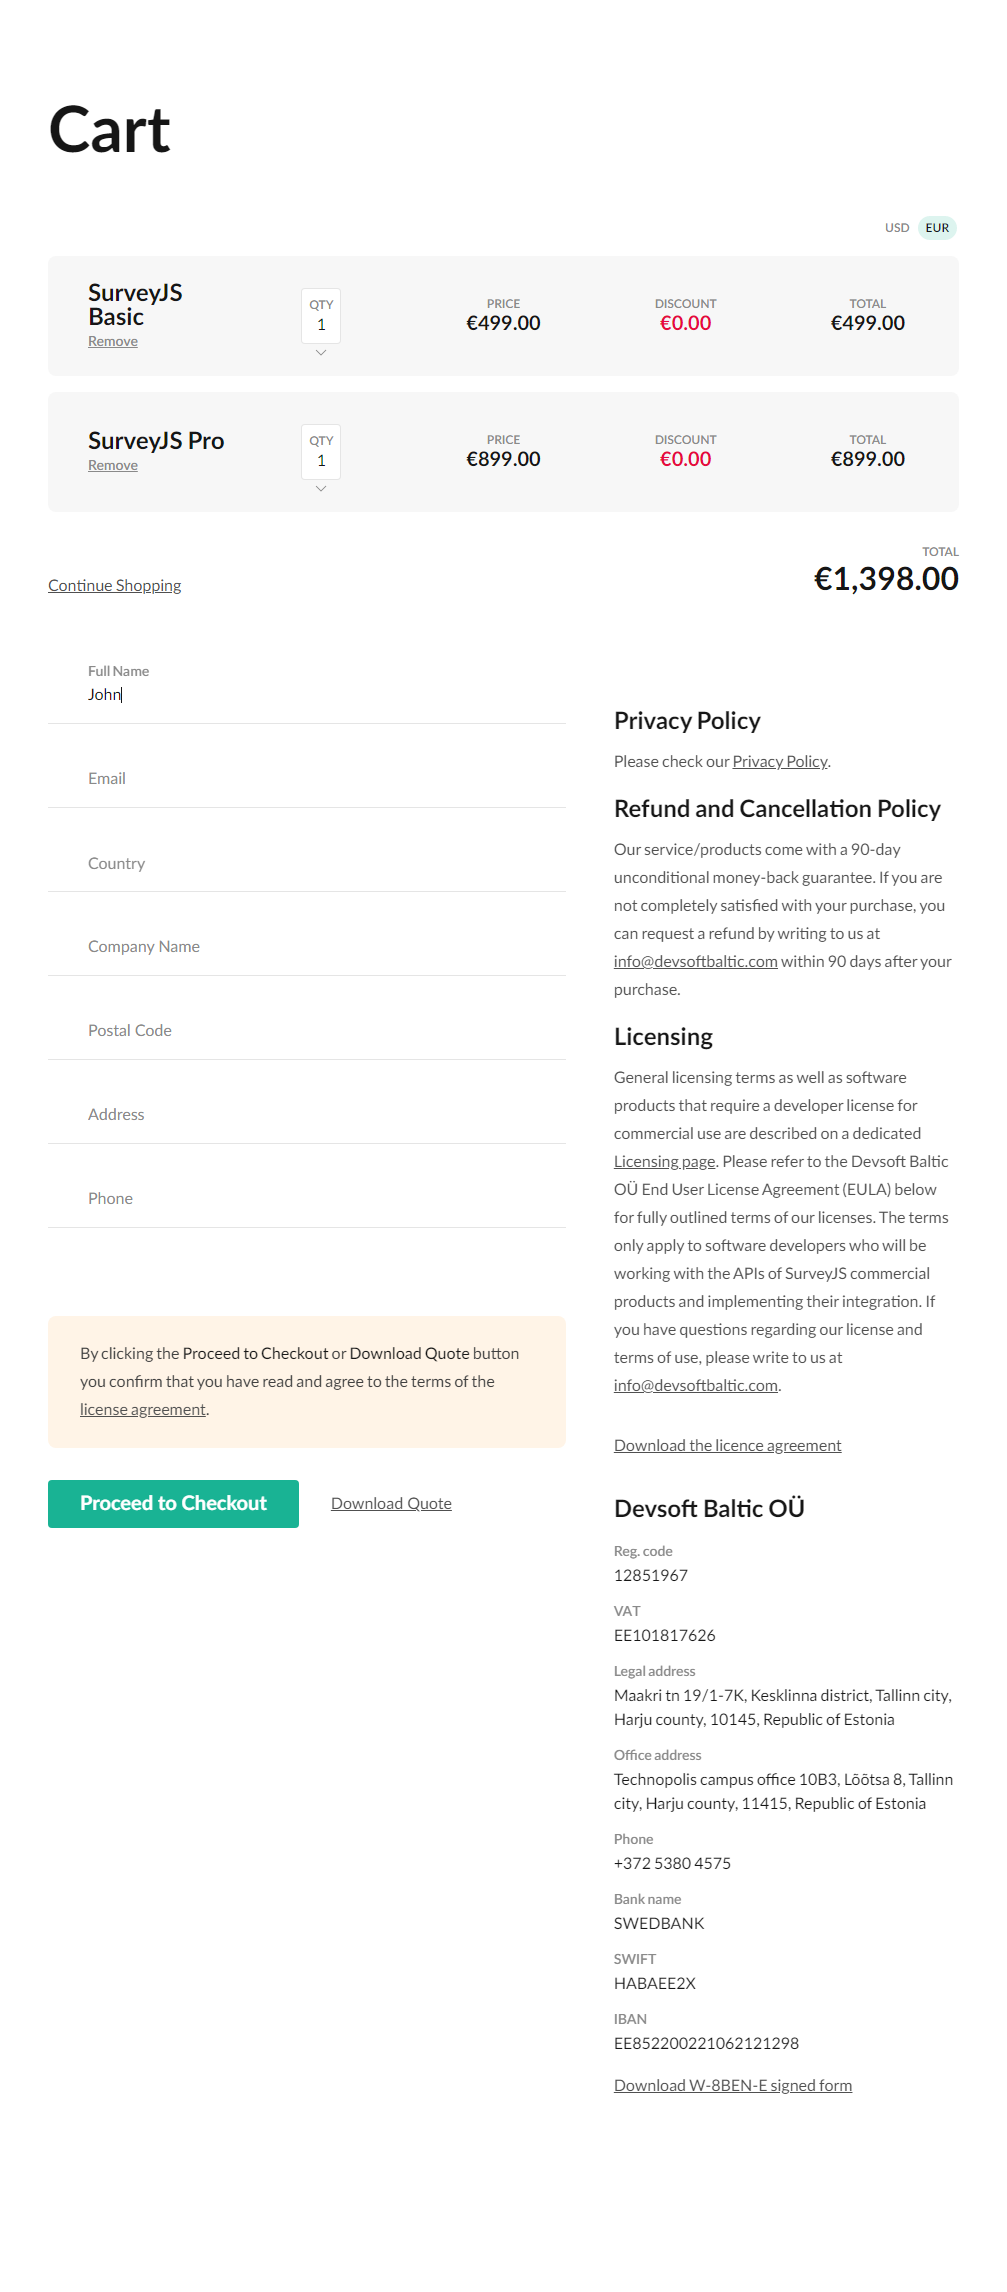 Cart
USD EUR
SurveyJS
Basic
Remove
QTY
1
PRICE
€499.00
DISCOUNT
€0.00
TOTAL
€499.00
SurveyJS Pro
Remove
QTY
1
PRICE
€899.00
DISCOUNT
€0.00
TOTAL
€899.00
Continue Shopping
TOTAL
€1,398.00
Full Name
John
Email
Country
Company Name
Postal Code
Address
Phone
By clicking the Proceed to Checkout or Download Quote button
you confirm that you have read and agree to the terms of the
license agreement.
Proceed to Checkout
Download Quote
Privacy Policy
Please check our Privacy Policy.
Refund and Cancellation Policy
Our service/products come with a 90-day
unconditional money-back guarantee. If you are
not completely satisfied with your purchase, you
can request a refund by writing to us at
info@devsoftbaltic.com within 90 days after your
purchase.
Licensing
General licensing terms as well as software
products that require a developer license for
commercial use are described on a dedicated
Licensing page. Please refer to the Devsoft Baltic
OÜ End User License Agreement (EULA) below
for fully outlined terms of our licenses. The terms
only apply to software developers who will be
working with the APIs of SurveyJS commercial
products and implementing their integration. If
you have questions regarding our license and
terms of use, please write to us at
info@devsoftbaltic.com.
Download the licence agreement
Devsoft Baltic OÜ
Reg. code
12851967
VAT
EE101817626
Legal address
Maakri tn 19/1-7K, Kesklinna district, Tallinn city,
Harju county, 10145, Republic of Estonia
Office address
Technopolis campus office 10B3, Lõõtsa 8, Tallinn
city, Harju county, 11415, Republic of Estonia
Phone
+372 5380 4575
Bank name
SWEDBANK
SWIFT
HABAEE2X
IBAN
EE852200221062121298
Download W-8BEN-E signed form